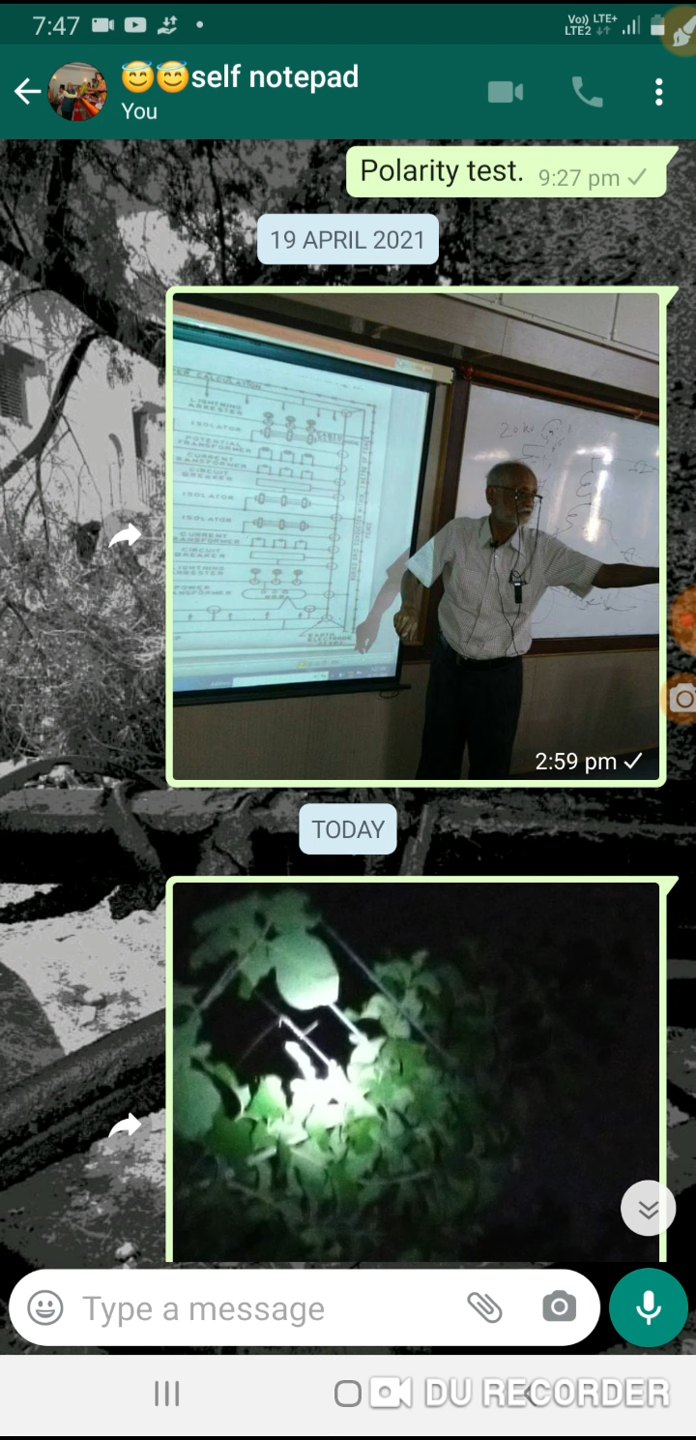 7:47
Vo)) LTE+
LTE2
😇😇self notepad
You
Polarity test. 9:27 pm
19 APRIL 2021
LIGHTNING
ARRESTER
ISOLATOR
POTENTIAL
TRANSFORMER
CURRENT
TRANSFORMER
CIRCUIT
BREAKER
ISOLATOR
ISOLATOR
CURRENT
TRANSFORMER
CIRCUIT
BREAKER
LIGHTNING
ARRESTER
POWER
EARTH
ELECTRODE
2:59 pm
TODAY
Type a message
DU RECORDER